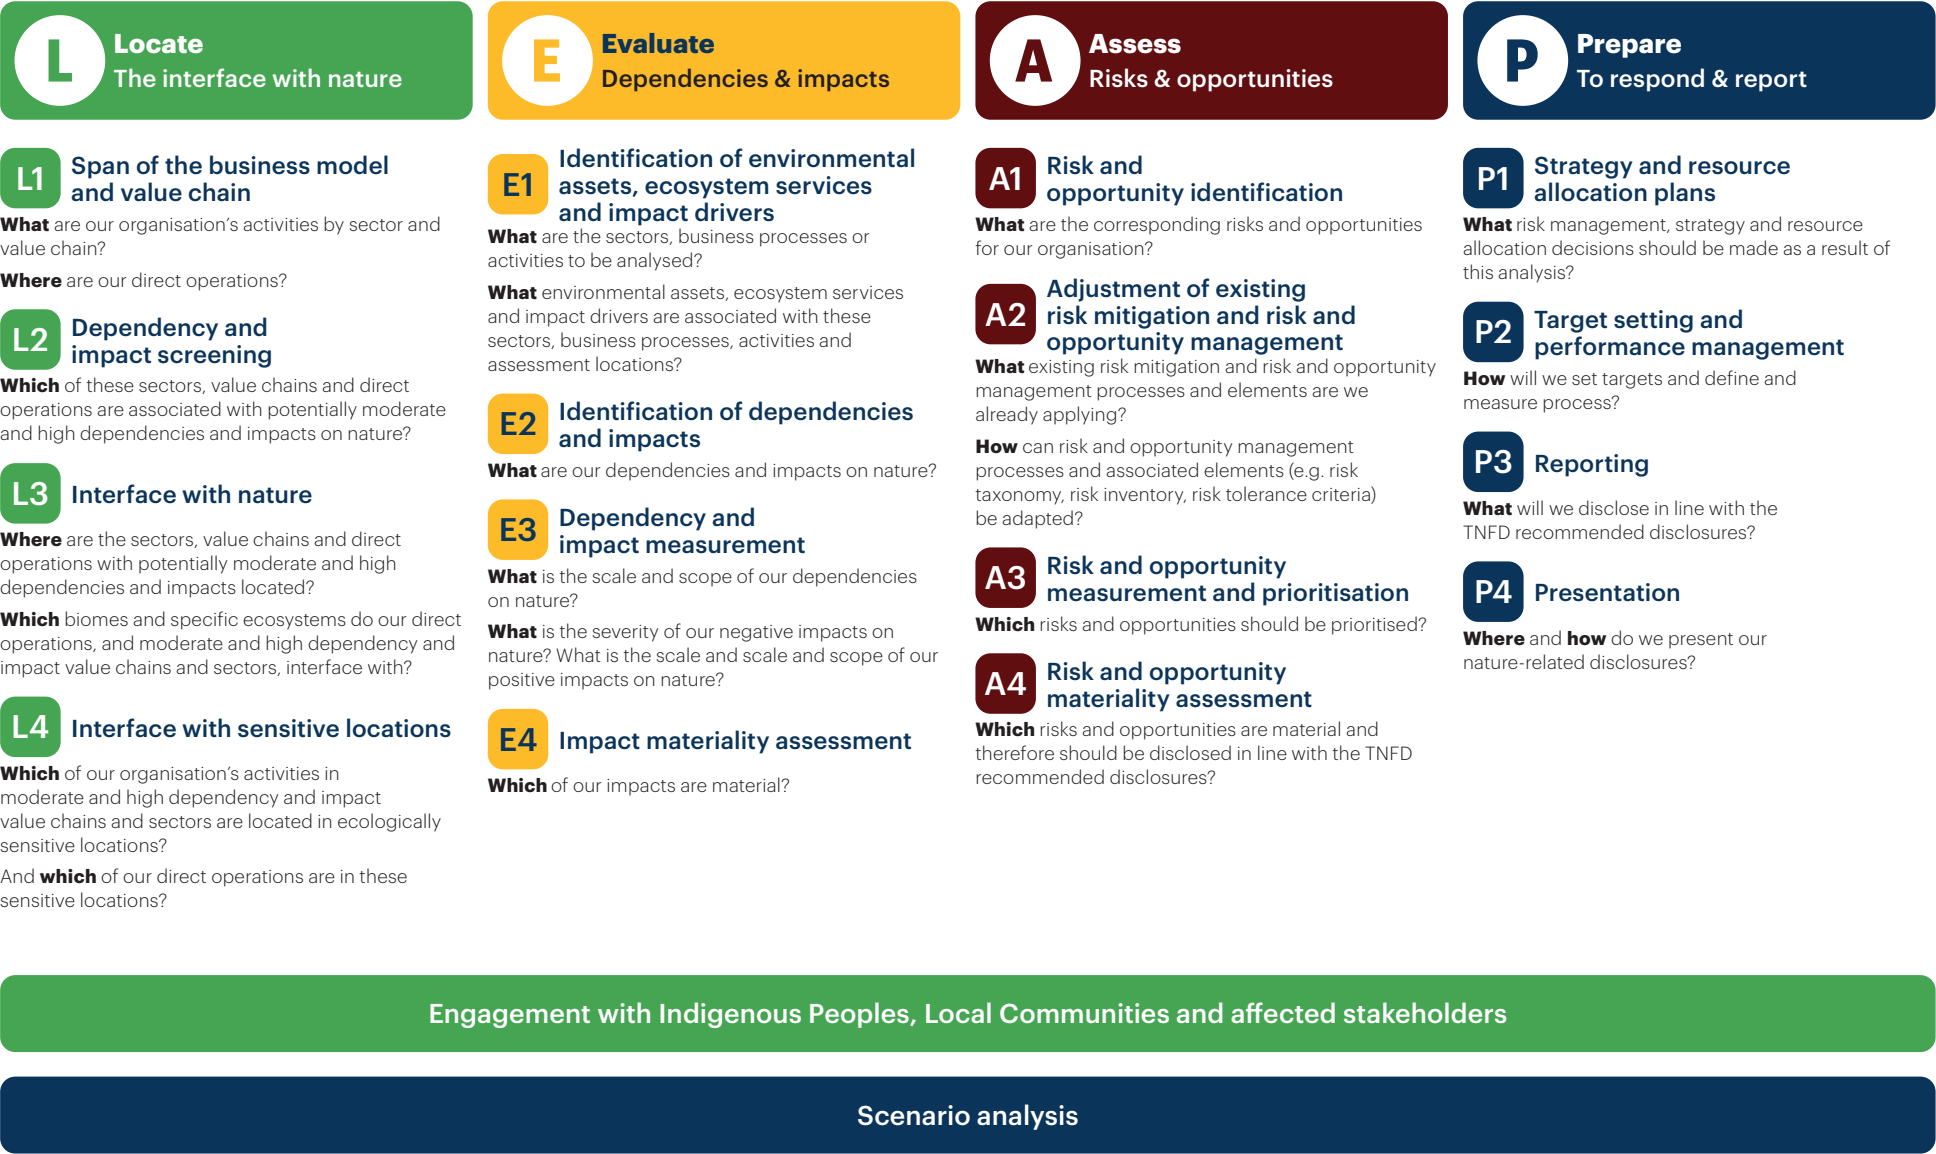 L
Locate
The interface with nature
L1
Span of the business model
and value chain
What are our organisation's activities by sector and
value chain?
Where are our direct operations?
L2
Dependency and
impact screening
Which of these sectors, value chains and direct
operations are associated with potentially moderate
and high dependencies and impacts on nature?
L3
Interface with nature
Where are the sectors, value chains and direct
operations with potentially moderate and high
dependencies and impacts located?
Which biomes and specific ecosystems do our direct
operations, and moderate and high dependency and
impact value chains and sectors, interface with?
L4
Interface with sensitive locations
Which of our organisation's activities in
moderate and high dependency and impact
value chains and sectors are located in ecologically
sensitive locations?
And which of our direct operations are in these
sensitive locations?
E
Evaluate
Dependencies & impacts
E1
Identification of environmental
assets, ecosystem services
and impact drivers
What are the sectors, business processes or
activities to be analysed?
What environmental assets, ecosystem services
and impact drivers are associated with these
sectors, business processes, activities and
assessment locations?
E2
Identification of dependencies
and impacts
What are our dependencies and impacts on nature?
E3
Dependency and
impact measurement
What is the scale and scope of our dependencies
on nature?
What is the severity of our negative impacts on
nature? What is the scale and scale and scope of our
positive impacts on nature?
E4
Impact materiality assessment
Which of our impacts are material?
A
Assess
Risks & opportunities
A1
Risk and
opportunity identification
What are the corresponding risks and opportunities
for our organisation?
A2
Adjustment of existing
risk mitigation and risk and
opportunity management
What existing risk mitigation and risk and opportunity
management processes and elements are we
already applying?
How can risk and opportunity management
processes and associated elements (e.g. risk
taxonomy, risk inventory, risk tolerance criteria)
be adapted?
A3
Risk and opportunity
measurement and prioritisation
Which risks and opportunities should be prioritised?
A4
Risk and opportunity
materiality assessment
Which risks and opportunities are material and
therefore should be disclosed in line with the TNFD
recommended disclosures?
P
Prepare
To respond & report
P1
Strategy and resource
allocation plans
What risk management, strategy and resource
allocation decisions should be made as a result of
this analysis?
P2
Target setting and
performance management
How will we set targets and define and
measure process?
P3
Reporting
What will we disclose in line with the
TNFD recommended disclosures?
P4
Presentation
Where and how do we present our
nature-related disclosures?
Engagement with Indigenous Peoples, Local Communities and affected stakeholders
Scenario analysis